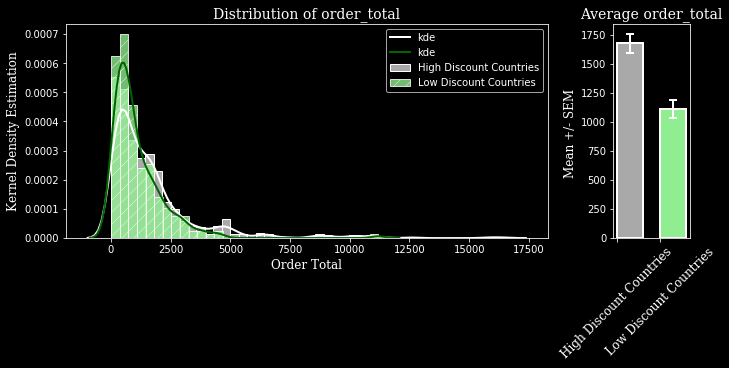 Distribution of order_total
Kernel Density Estimation
0.0007
0.0006
0.0005
0.0004
0.0003
0.0002
0.0001
0.0000
kde
kde
High Discount Countries
Low Discount Countries
0
2500
5000
7500
10000
12500
15000
17500
Order Total
Average order_total
Mean +/- SEM
1750
1500
1250
1000
750
500
250
0
High Discount Countries
Low Discount Countries